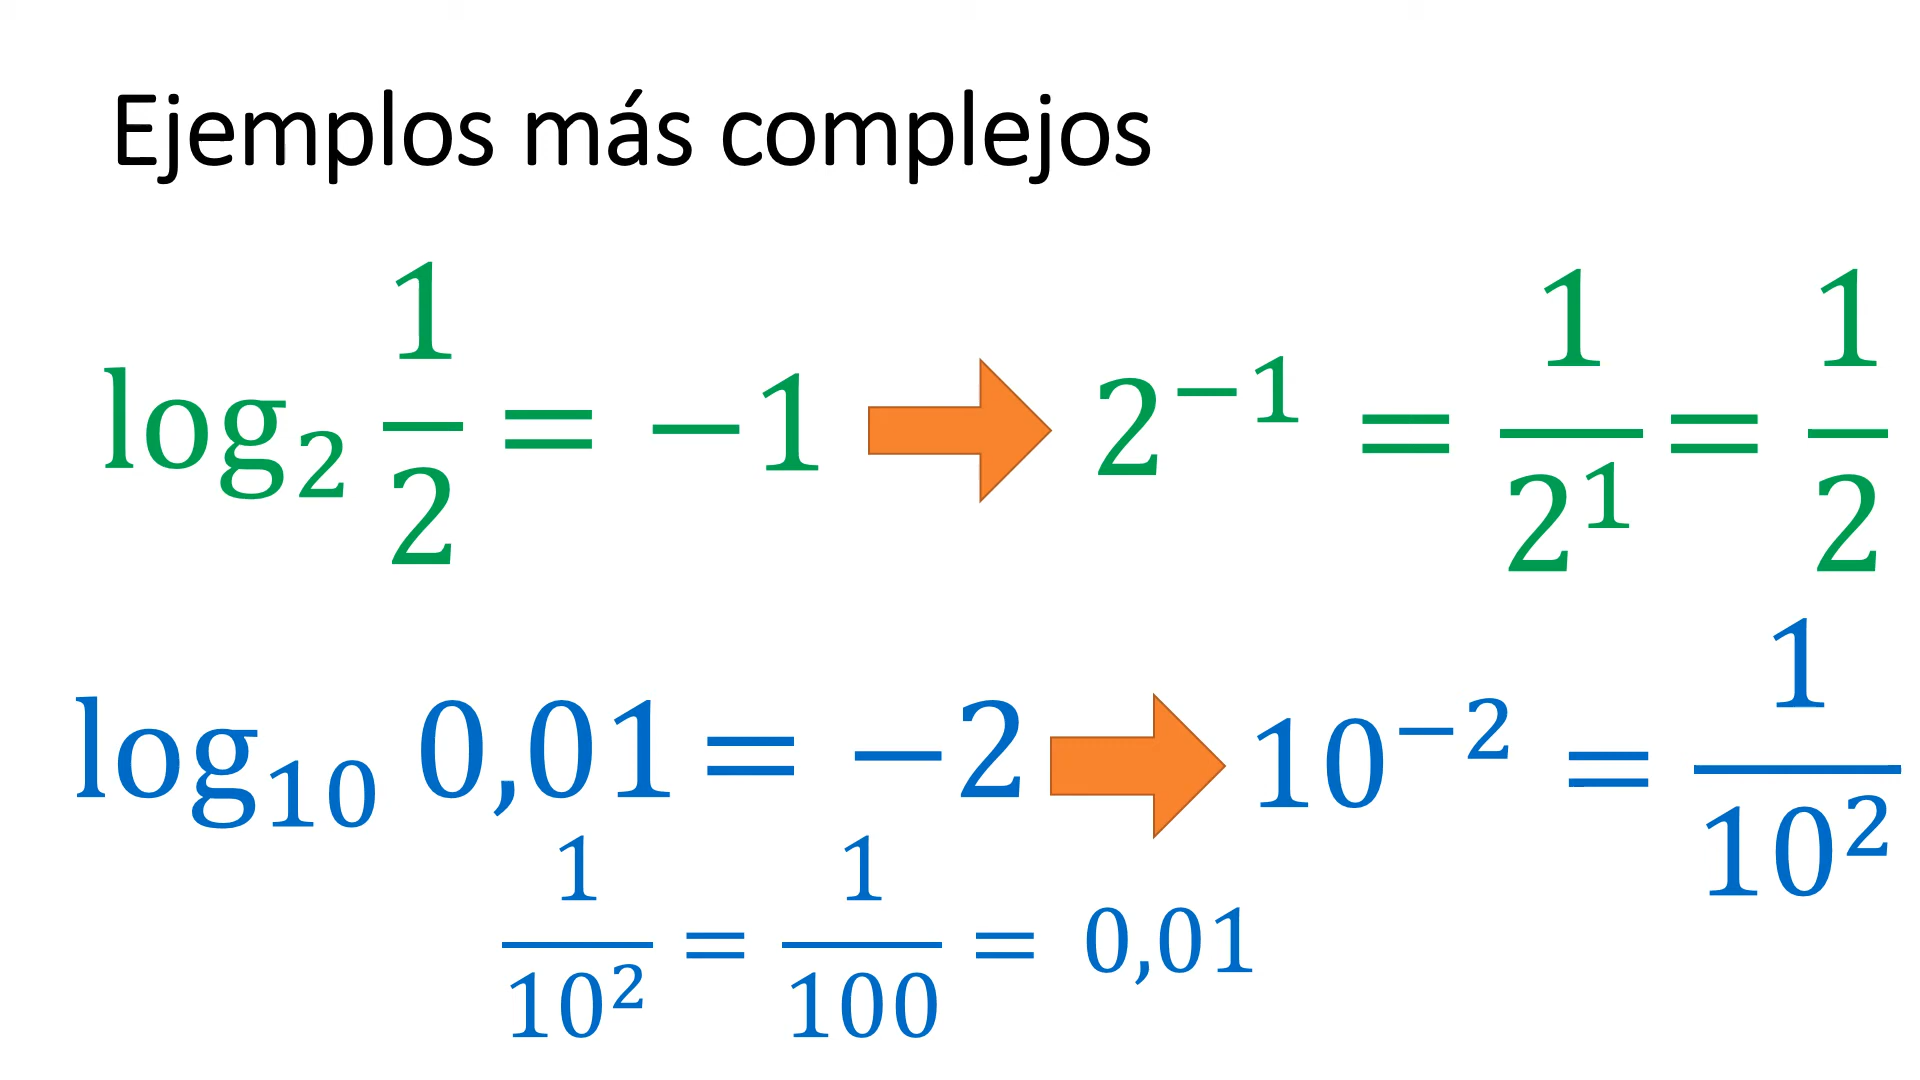 Ejemplos más complejos
log₂ 1/2 = −1 2⁻¹ = 1/2¹ = 1/2
log₁₀ 0,01 = −2 10⁻² = 1/10²
1/10² = 1/100 = 0,01